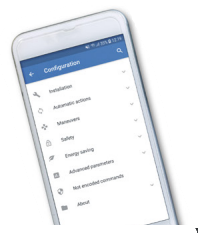 Configuration
Installation
Automatic actions
Maneuvers
Safety
Energy saving
Advanced parameters
Not encoded commands
About